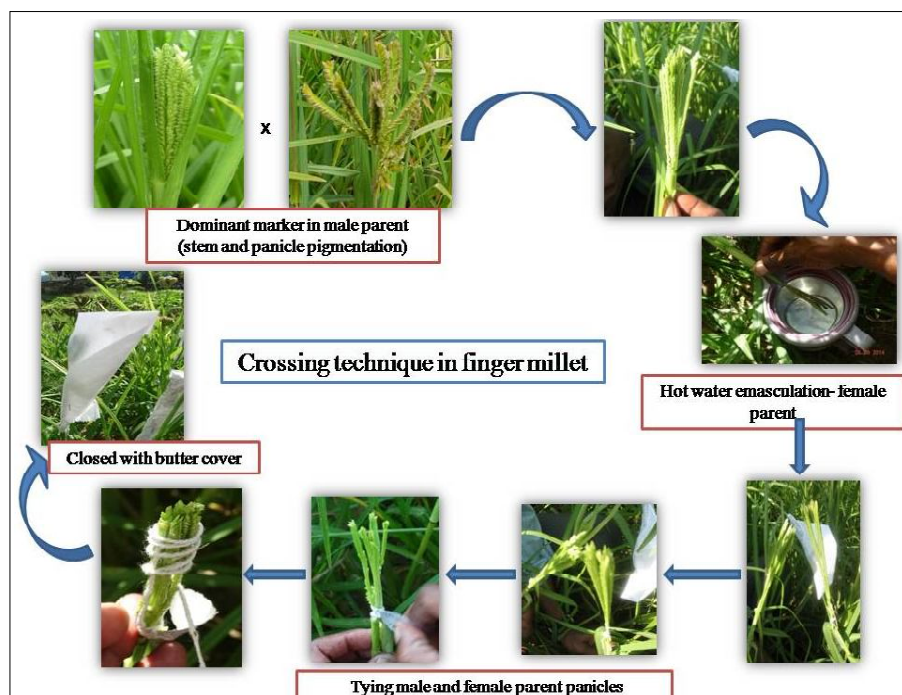 x
Dominant marker in male parent
(stem and panicle pigmentation)
Crossing technique in finger millet
Hot water emasculation- female
parent
Closed with butter cover
Tying male and female parent panicles